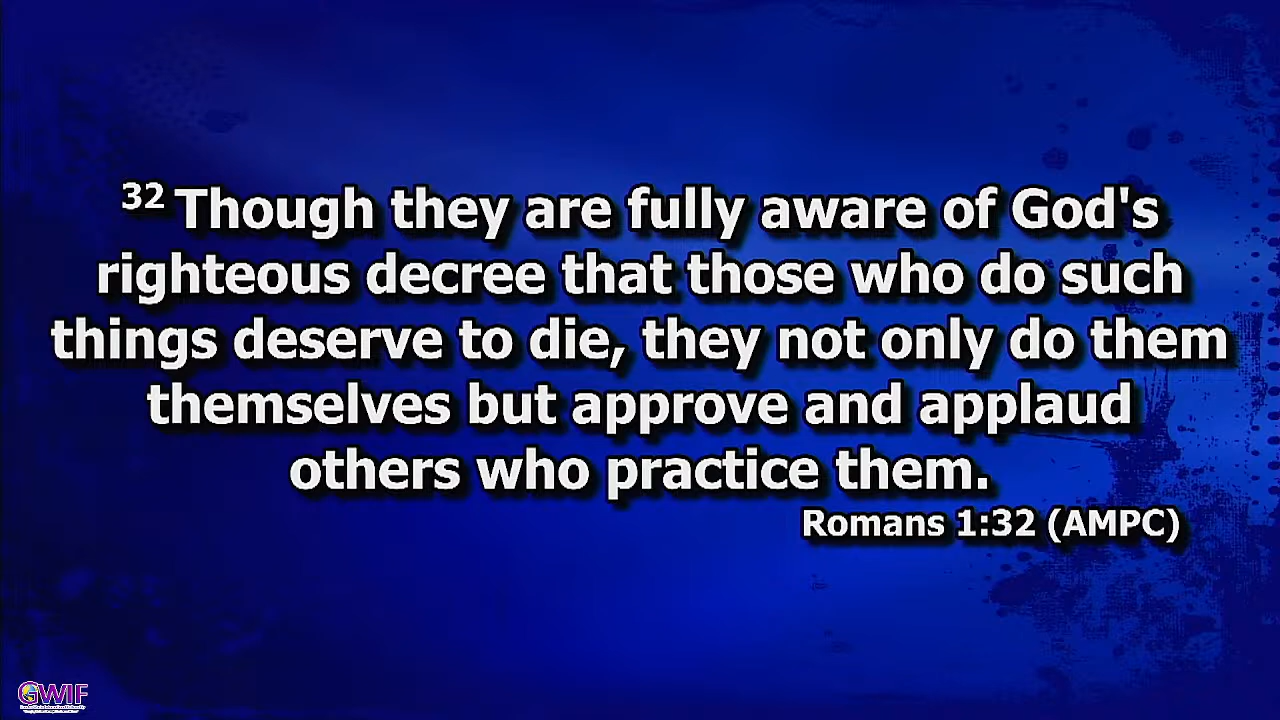 32 Though they are fully aware of God's
righteous decree that those who do such
things deserve to die, they not only do them
themselves but approve and applaud
others who practice them.
Romans 1:32 (AMPC)
GWIF